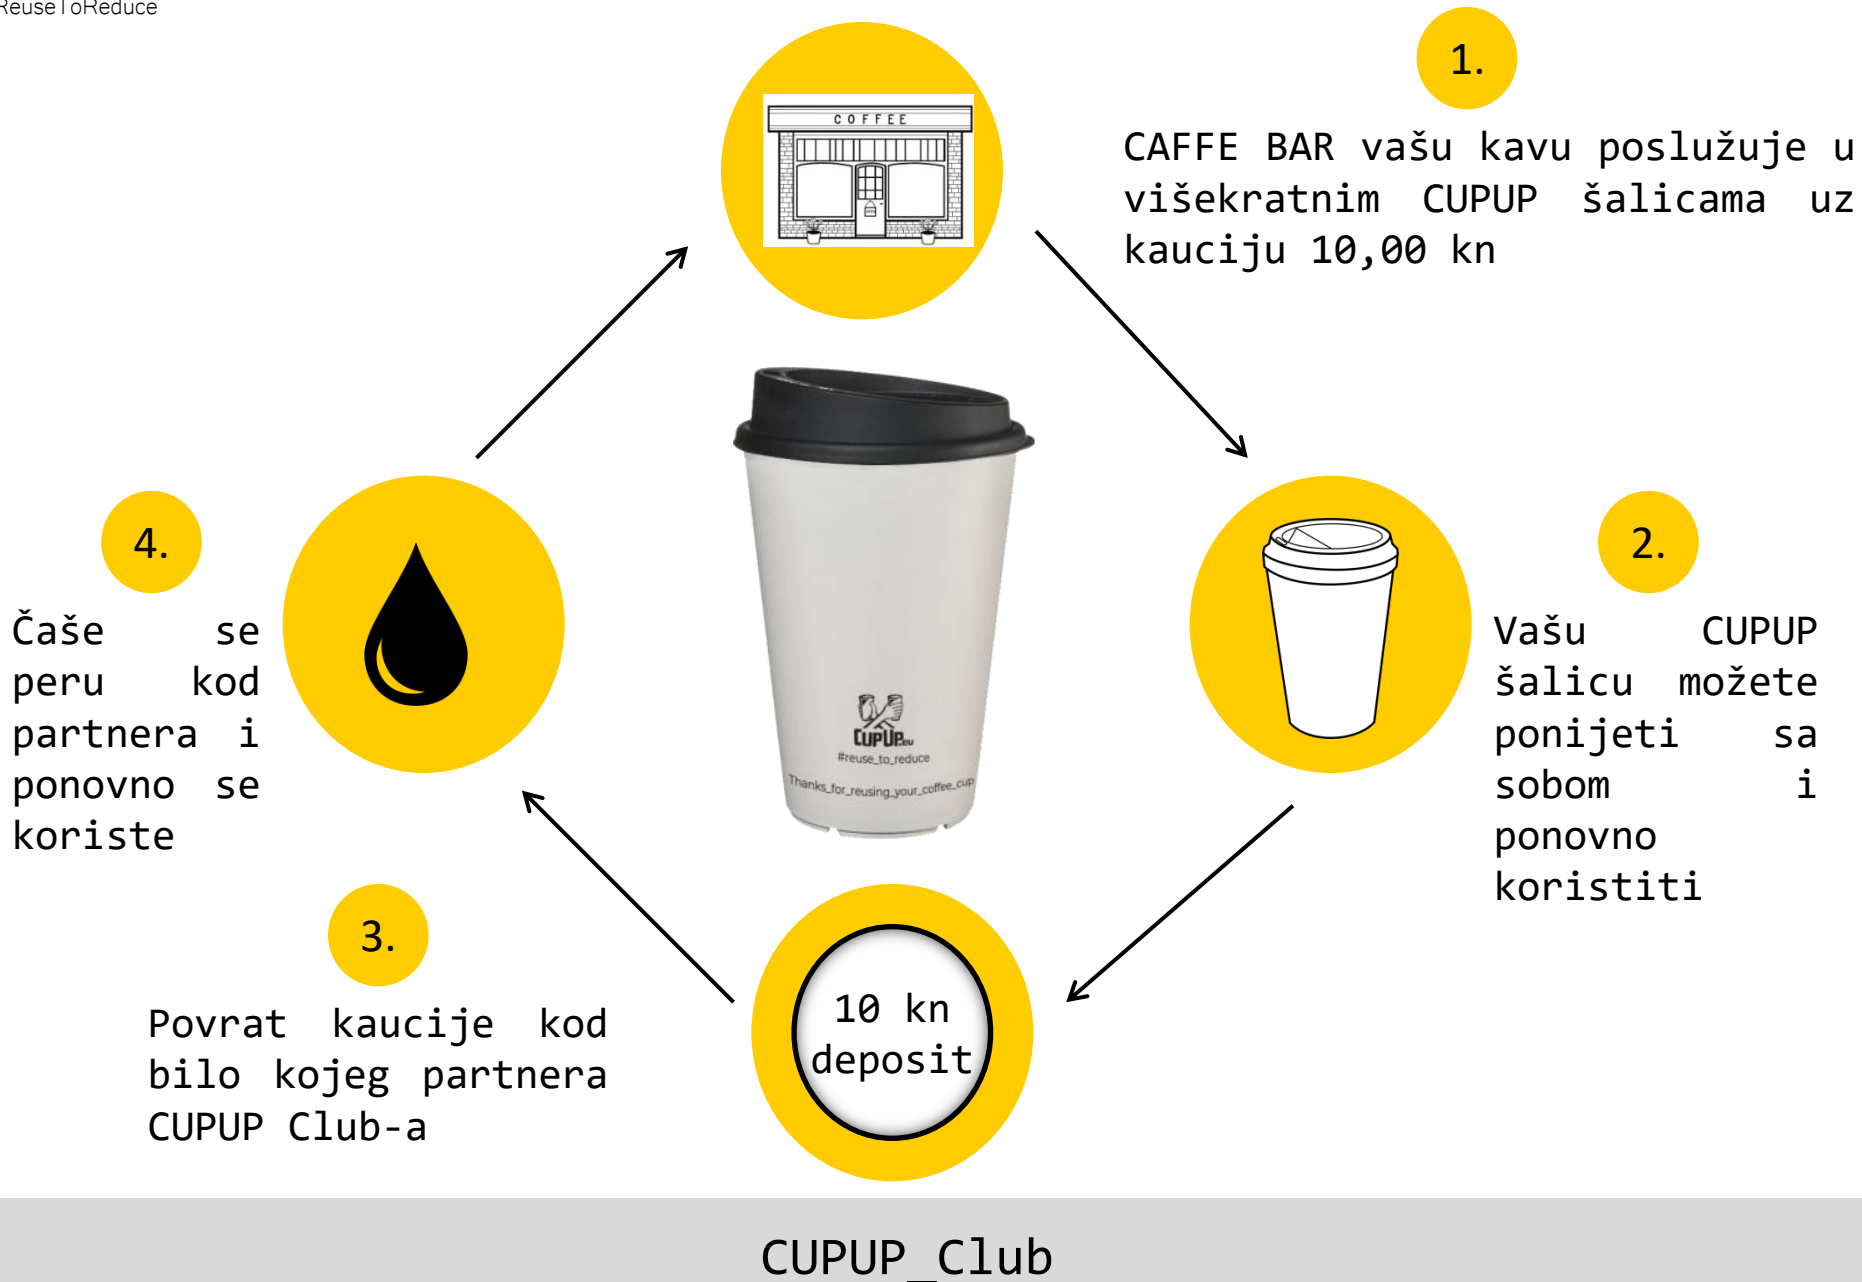 ReuseToReduce
COFFEE
1.
CAFFE BAR vašu kavu poslužuje u
višekratnim CUPUP šalicama uz
kauciju 10,00 kn
2.
Vašu CUPUP
šalicu možete
ponijeti sa
sobom i
ponovno
koristiti
CUPUP.eu
#reuse_to_reduce
Thanks_for_reusing_your_coffee_cup
4.
Čaše se
peru kod
partnera i
ponovno se
koriste
3.
Povrat kaucije kod
bilo kojeg partnera
CUPUP Club-a
10 kn
deposit
CUPUP_Club